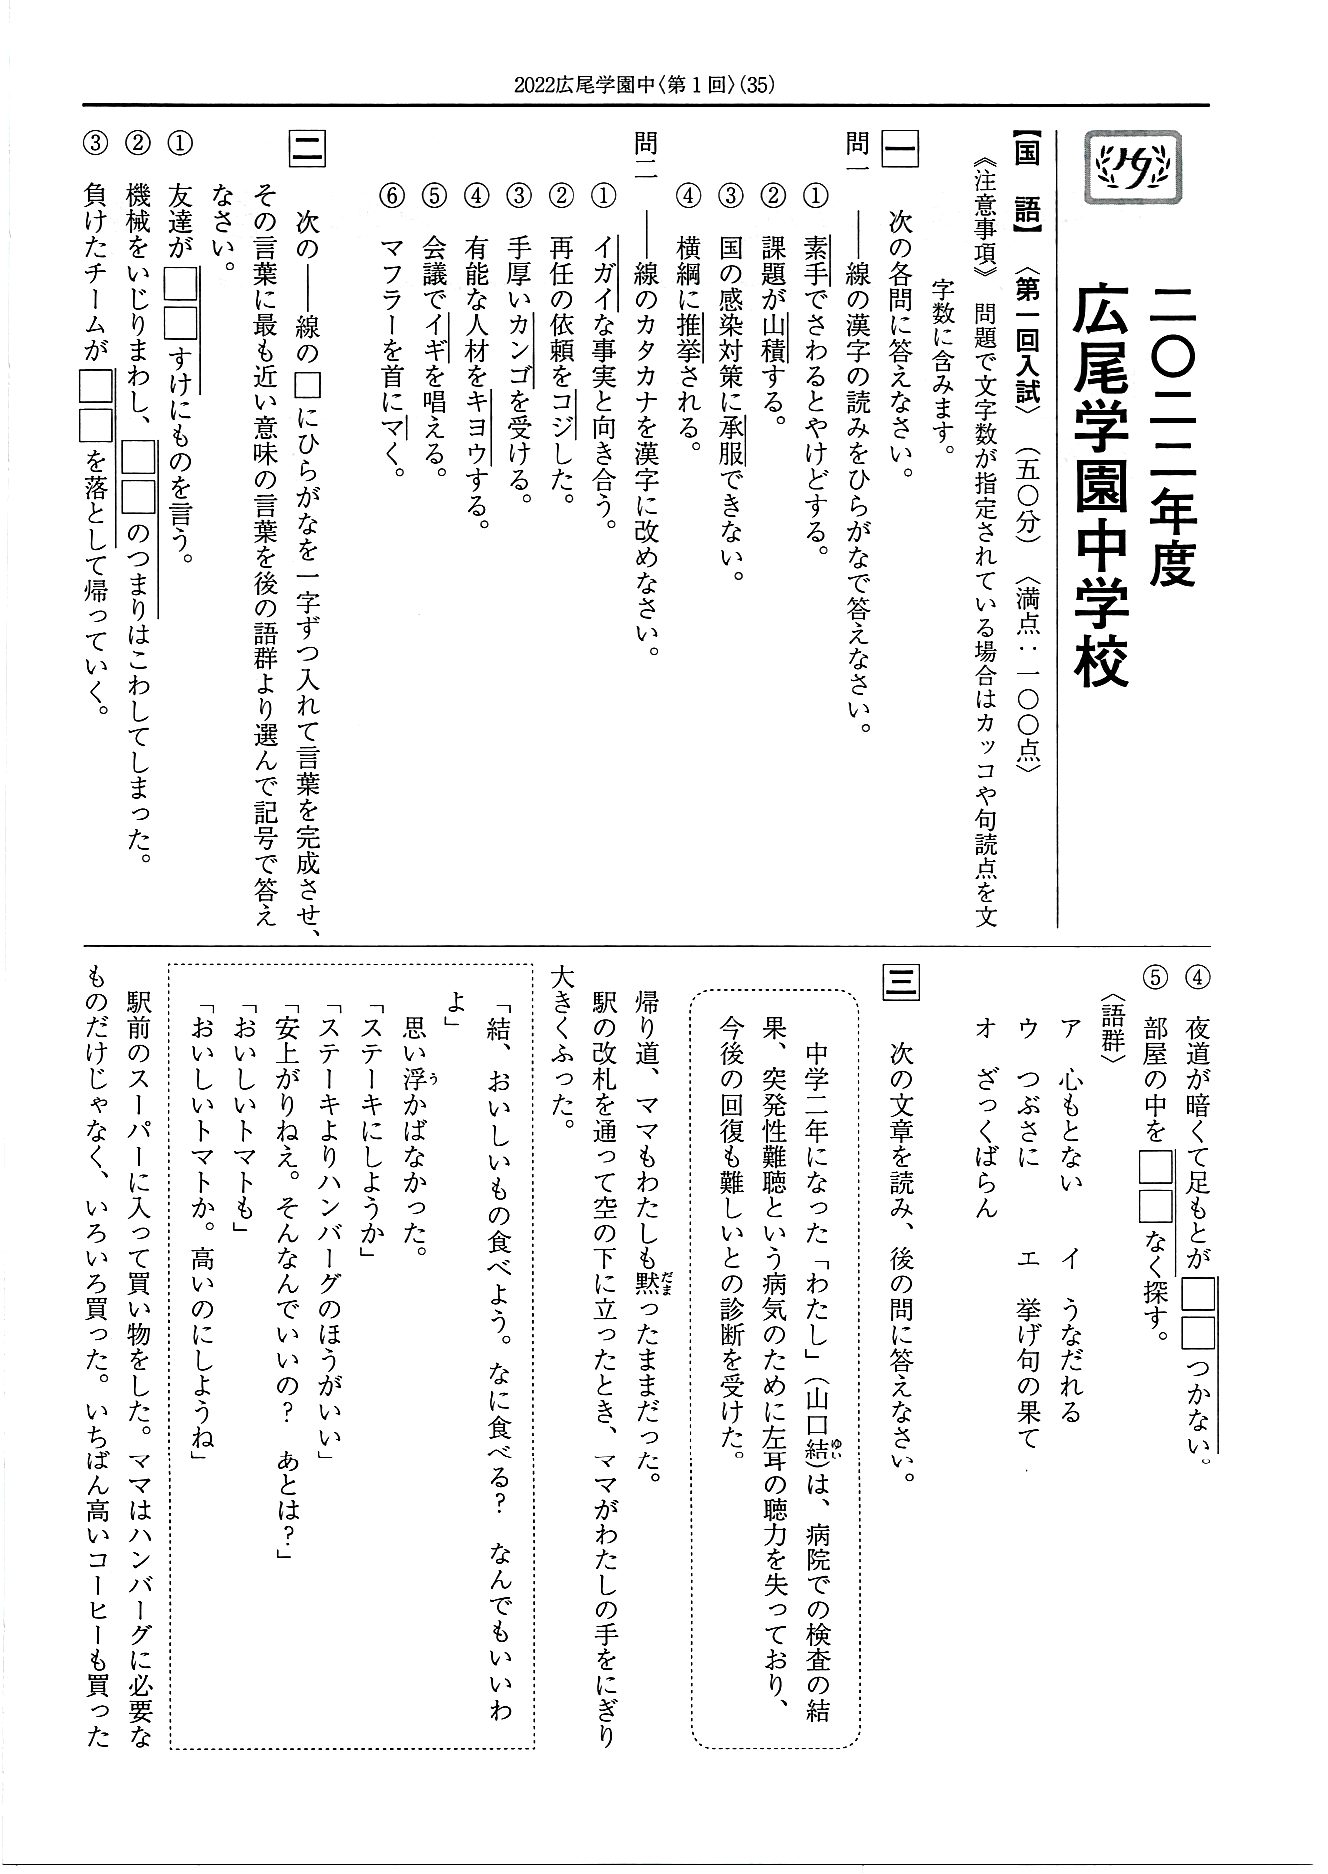 2022広尾学園中〈第1回〉(35)
二〇二二年度
広尾学園中学校
【国　語】〈第一回入試〉（五〇分）〈満点：一〇〇点〉
《注意事項》　問題で文字数が指定されている場合はカッコや句読点を文
字数に含みます。
一　次の各問に答えなさい。
問一　――線の漢字の読みをひらがなで答えなさい。
①　素手でさわるとやけどする。
②　課題が山積する。
③　国の感染対策に承服できない。
④　横綱に推挙される。
問二　――線のカタカナを漢字に改めなさい。
①　イガイな事実と向き合う。
②　再任の依頼をコジした。
③　手厚いカンゴを受ける。
④　有能な人材をキヨウする。
⑤　会議でイギを唱える。
⑥　マフラーを首にマく。
二　次の――線の□にひらがなを一字ずつ入れて言葉を完成させ、
その言葉に最も近い意味の言葉を後の語群より選んで記号で答え
なさい。
①　友達が□□すけにものを言う。
②　機械をいじりまわし、□□のつまりはこわしてしまった。
③　負けたチームが□□を落として帰っていく。
④　夜道が暗くて足もとが□□つかない。
⑤　部屋の中を□□なく探す。
〈語群〉
ア　心もとない　　イ　うなだれる
ウ　つぶさに　　　エ　挙げ句の果て
オ　ざっくばらん
三　次の文章を読み、後の問に答えなさい。
中学二年になった「わたし」（山口結）は、病院での検査の結
ゆい
果、突発性難聴という病気のために左耳の聴力を失っており、
今後の回復も難しいとの診断を受けた。
帰り道、ママもわたしも黙ったままだった。
だま
駅の改札を通って空の下に立ったとき、ママがわたしの手をにぎり
大きくふった。
「結、おいしいもの食べよう。なに食べる？　なんでもいいわ
よ」
思い浮かばなかった。
う
「ステーキにしようか」
「ステーキよりハンバーグのほうがいい」
「安上がりねえ。そんなんでいいの？　あとは？」
「おいしいトマトも」
「おいしいトマトか。高いのにしようね」
駅前のスーパーに入って買い物をした。ママはハンバーグに必要な
ものだけじゃなく、いろいろ買った。いちばん高いコーヒーも買った